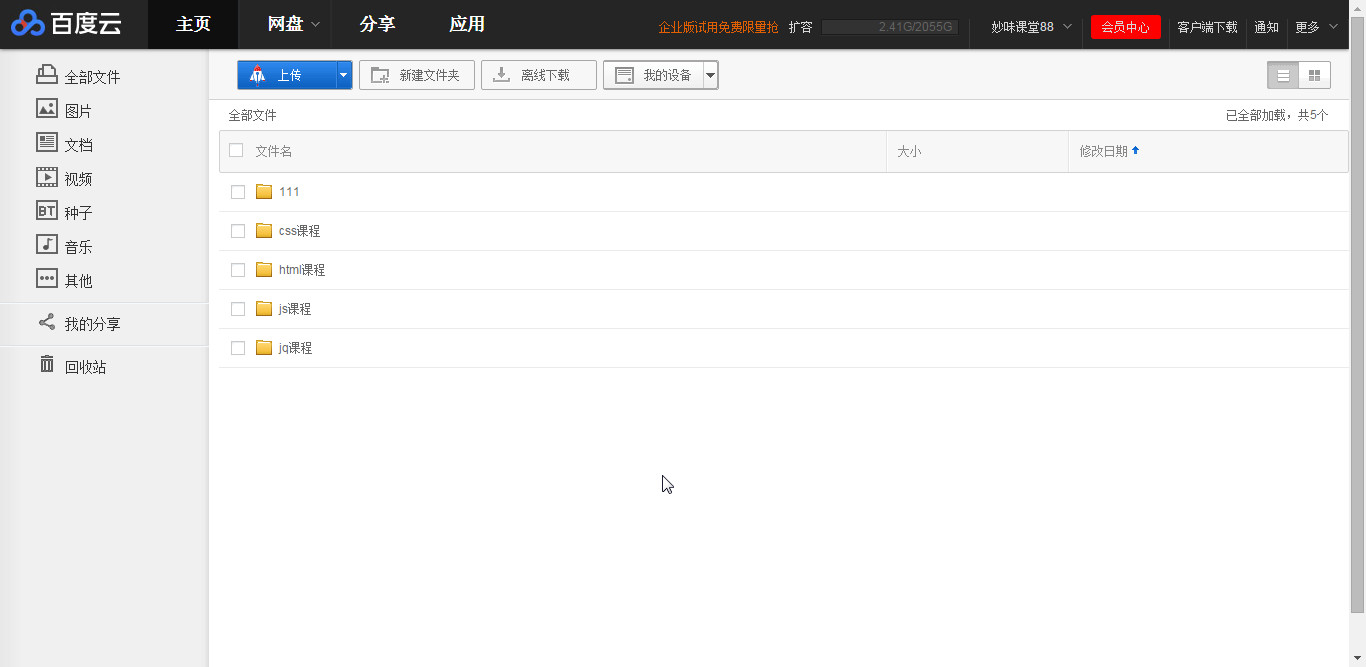 百度云 主页 网盘 分享 应用 企业版试用免费限量抢 扩容 2.41G/2055G 妙味课堂88 会员中心 客户端下载 通知 更多
上传 新建文件夹 离线下载 我的设备
全部文件
图片
文档
视频
BT 种子
音乐
其他
我的分享
回收站
全部文件 已全部加载，共5个
文件名 大小 修改日期
111
css课程
html课程
js课程
jq课程